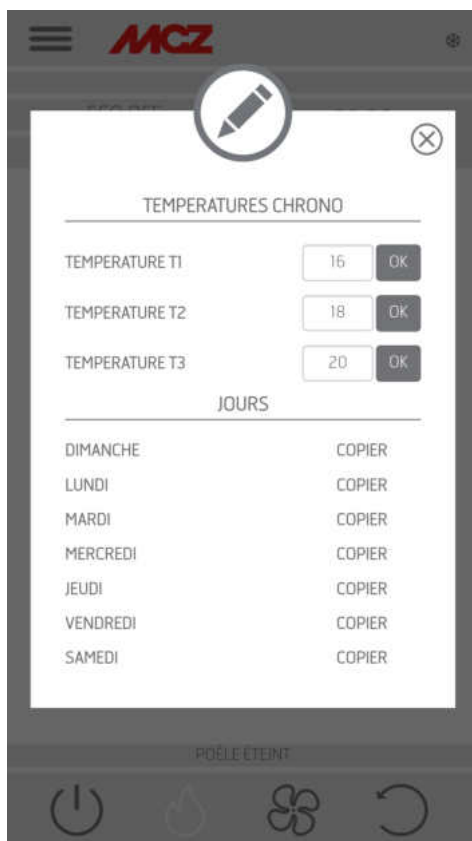 MCZ
TEMPERATURES CHRONO
TEMPERATURE T1 16 OK
TEMPERATURE T2 18 OK
TEMPERATURE T3 20 OK
JOURS
DIMANCHE COPIER
LUNDI COPIER
MARDI COPIER
MERCREDI COPIER
JEUDI COPIER
VENDREDI COPIER
SAMEDI COPIER
POÊLE ÉTEINT